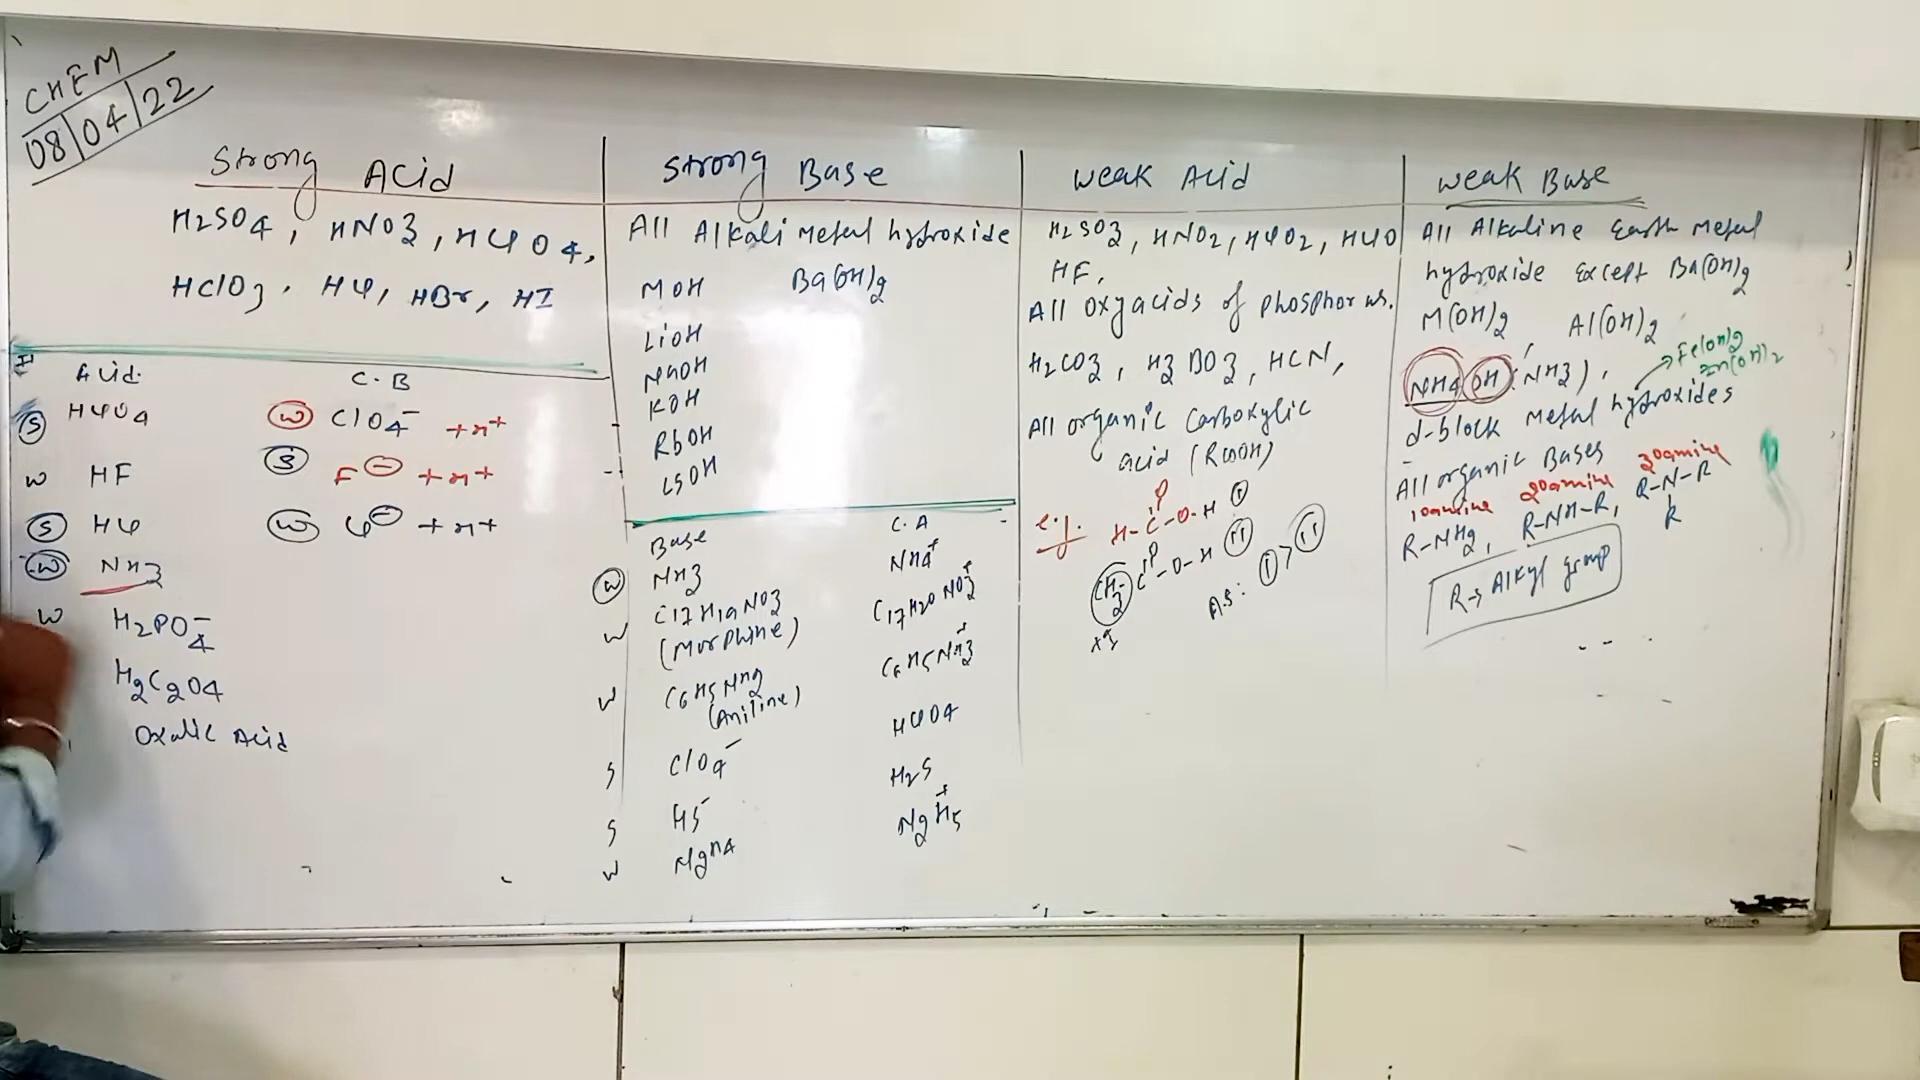 CHEM
08|04|22
Strong Acid
H2SO4, HNO3, HClO4,
HClO3, HCl, HBr, HI
Acid C.B
S HClO4 W ClO4- + H+
W HF S F- + H+
S HCl W Cl- + H+
W NH3
W H2PO4-
H2C2O4
Oxalic Acid
Strong Base
All Alkali Metal hydroxide
MOH Ba(OH)2
LiOH
NaOH
KOH
RbOH
CsOH
Base C.A
W NH3 NH4+
W C17H19NO3 C17H20NO3+
(Morphine)
W C6H5NH2 C6H5NH3+
(Aniline)
S ClO4- HClO4
S HS- H2S
W N2H4 N2H5+
Weak Acid
H2SO3, HNO2, HClO2, HClO
HF,
All oxyacids of phosphorus.
H2CO3, H3BO3, HCN,
All organic Carboxylic
acid (RCOOH)
e.g. H-C-O-H I
O
CH3 C-O-H II
O
+I
A.S: I > II
Weak Base
All Alkaline Earth Metal
hydroxide Except Ba(OH)2
M(OH)2, Al(OH)2
NH4OH (NH3),
→ Fe(OH)2
Zn(OH)2
d-block Metal hydroxides
All organic Bases
1°amine 2°amine 3°amine
R-NH2, R-NH-R, R-N-R
R
R→ Alkyl group